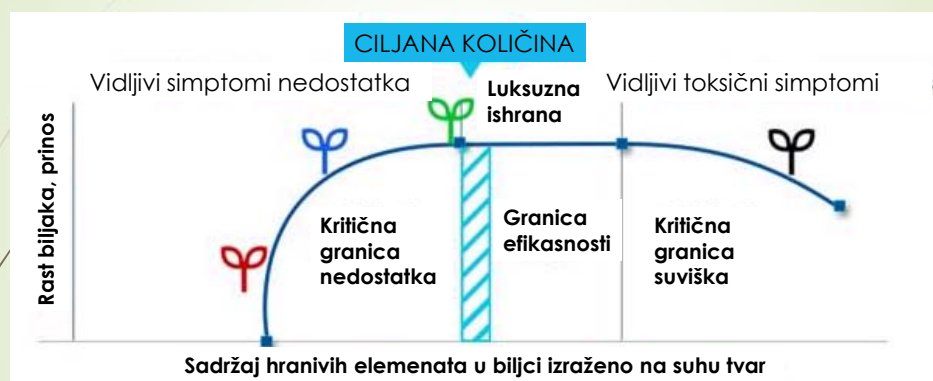 CILJANA KOLIČINA
Vidljivi simptomi nedostatka
Luksuzna
ishrana
Vidljivi toksični simptomi
Rast biljaka, prinos
Kritična
granica
nedostatka
Granica
efikasnosti
Kritična
granica
suviška
Sadržaj hranivih elemenata u biljci izraženo na suhu tvar